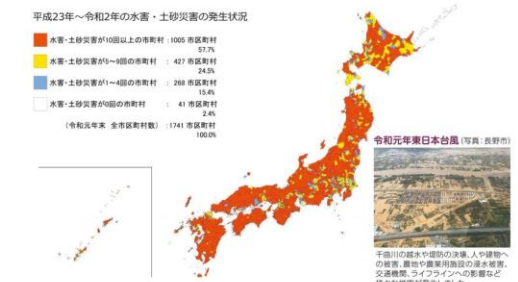 平成23年～令和2年の水害・土砂災害の発生状況
水害・土砂災害が10回以上の市町村：1005 市区町村
57.7%
水害・土砂災害が5～9回の市町村 ： 427 市区町村
24.5%
水害・土砂災害が1～4回の市町村 ： 268 市区町村
15.4%
水害・土砂災害が0回の市町村 ： 41 市区町村
2.4%
（令和元年末 全市区町村数）：1741 市区町村
100.0%
令和元年東日本台風（写真：長野市）
千曲川の越水や堤防の決壊、人や建物へ
の被害、農地や農業用施設の浸水被害、
交通機関、ライフラインへの影響など